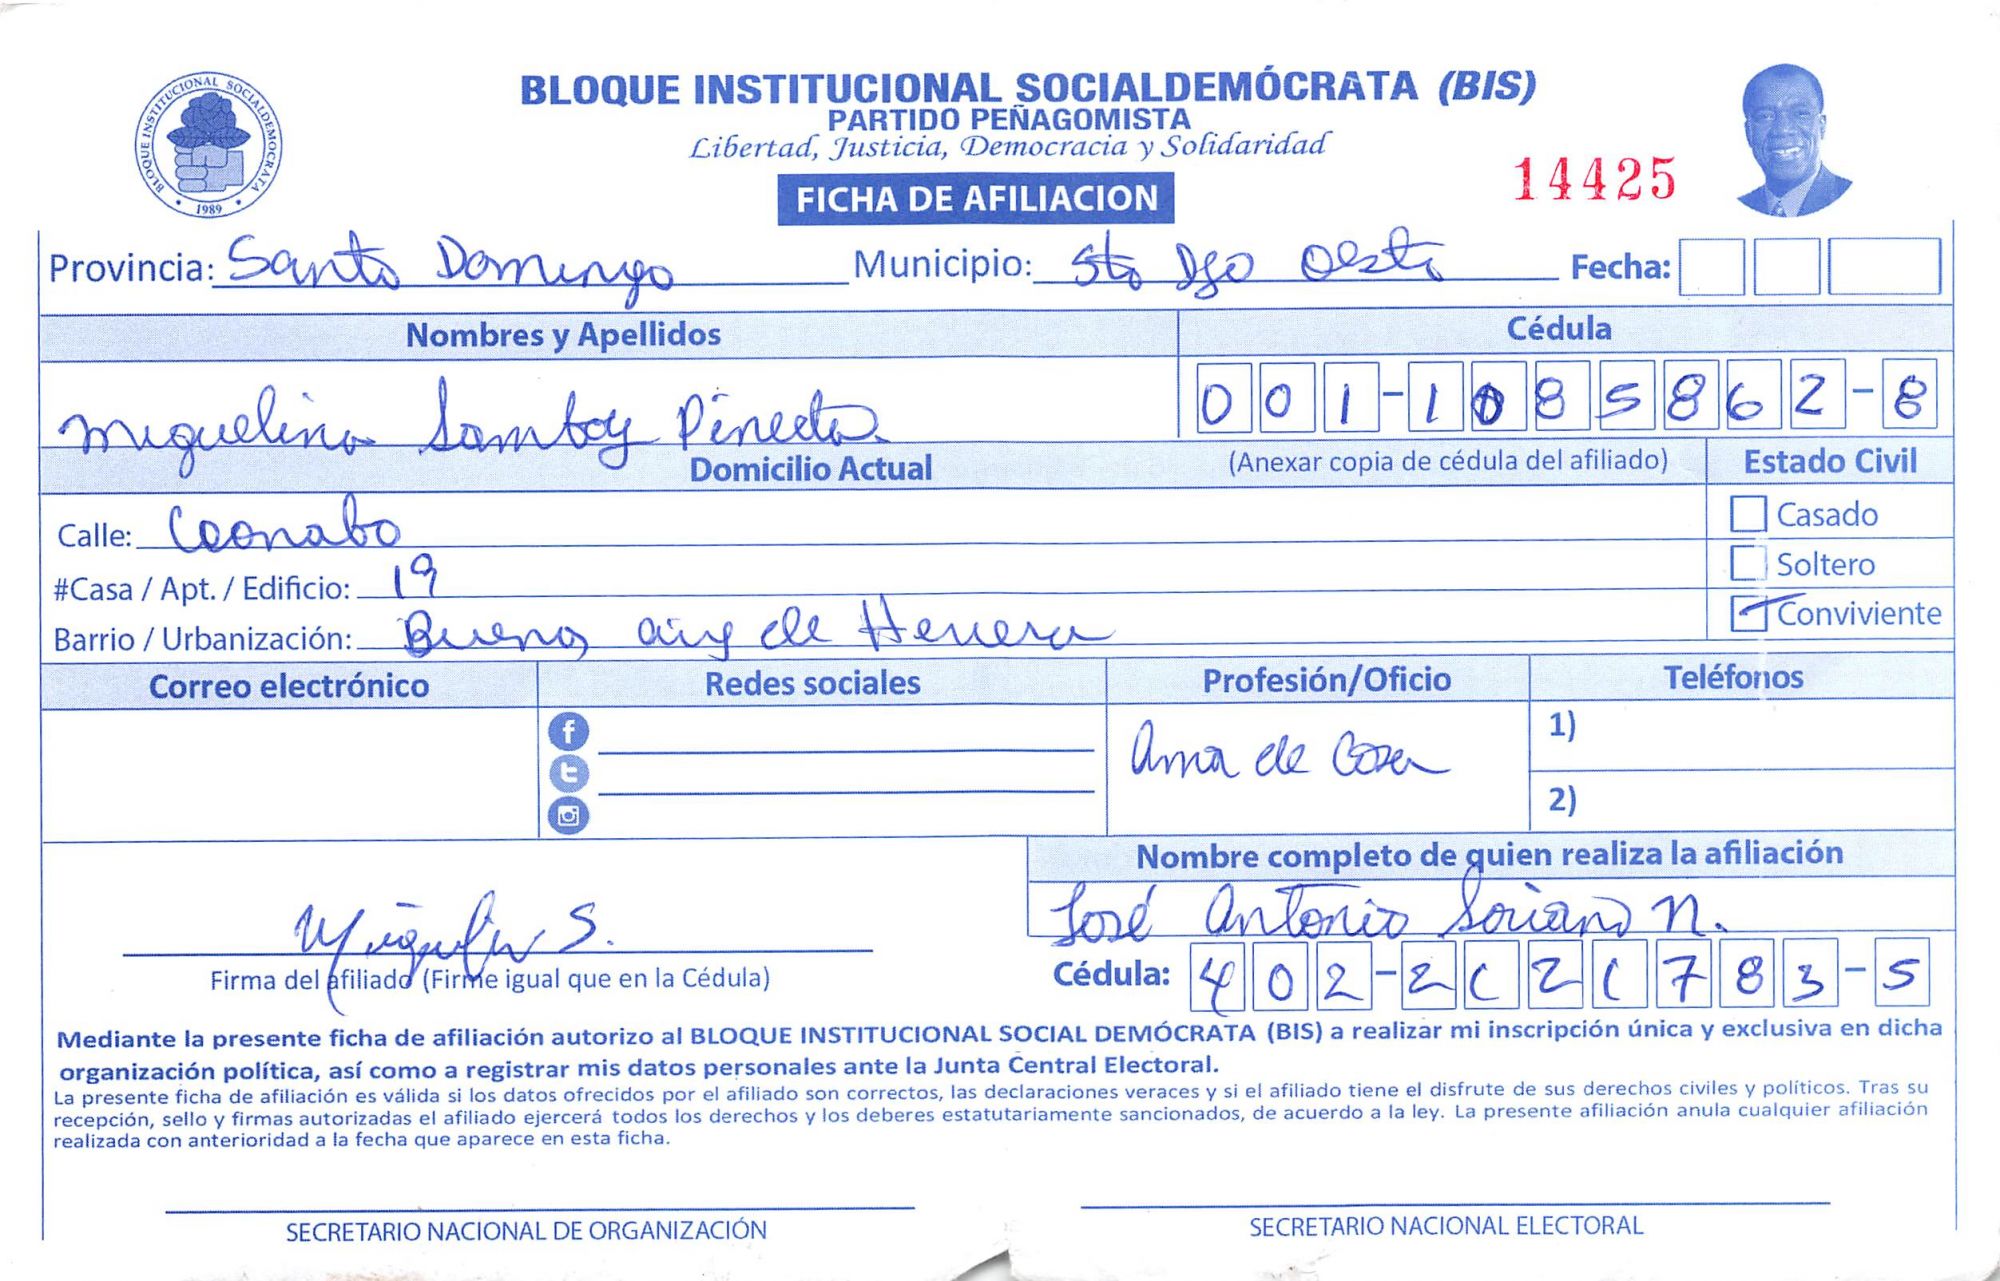 BLOQUE INSTITUCIONAL SOCIALDEMOCRATA
1989
BLOQUE INSTITUCIONAL SOCIALDEMÓCRATA (BIS)
PARTIDO PEÑAGOMISTA
Libertad, Justicia, Democracia y Solidaridad
FICHA DE AFILIACION
14425
Provincia: Santo Domingo Municipio: Sto Dgo Oeste Fecha:
Nombres y Apellidos Cédula
Miguelina Samboy Pineda 001-1085862-8
Domicilio Actual (Anexar copia de cédula del afiliado) Estado Civil
Calle: Caonabo
Casado
#Casa / Apt. / Edificio: 19
Soltero
Barrio / Urbanización: Buenos aires de Herrera
Conviviente
Correo electrónico Redes sociales Profesión/Oficio Teléfonos
Ama de Casa
1)
2)
Nombre completo de quien realiza la afiliación
José Antonio Soriano N.
Cédula: 402-2121783-5
S.
Firma del afiliado (Firme igual que en la Cédula)
Mediante la presente ficha de afiliación autorizo al BLOQUE INSTITUCIONAL SOCIAL DEMÓCRATA (BIS) a realizar mi inscripción única y exclusiva en dicha
organización política, así como a registrar mis datos personales ante la Junta Central Electoral.
La presente ficha de afiliación es válida si los datos ofrecidos por el afiliado son correctos, las declaraciones veraces y si el afiliado tiene el disfrute de sus derechos civiles y políticos. Tras su
recepción, sello y firmas autorizadas el afiliado ejercerá todos los derechos y los deberes estatutariamente sancionados, de acuerdo a la ley. La presente afiliación anula cualquier afiliación
realizada con anterioridad a la fecha que aparece en esta ficha.
SECRETARIO NACIONAL DE ORGANIZACIÓN SECRETARIO NACIONAL ELECTORAL